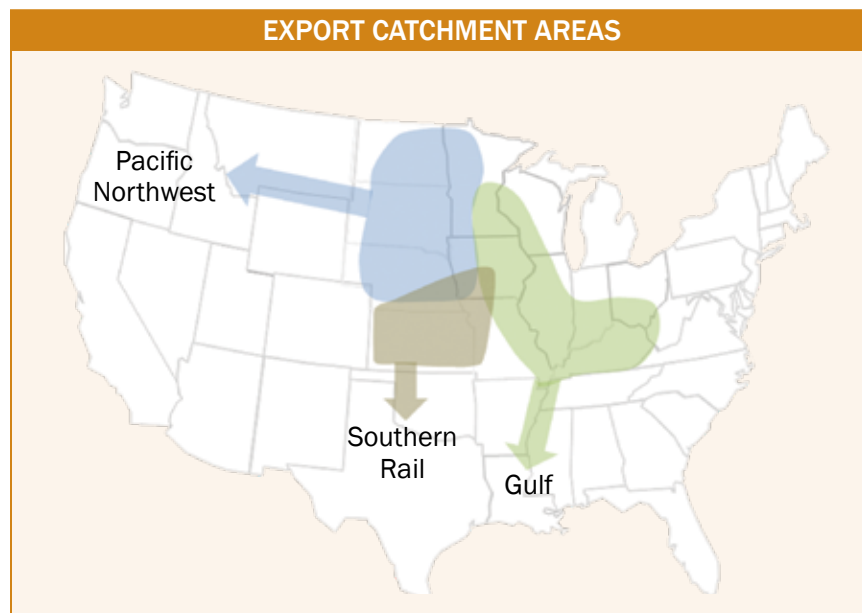 EXPORT CATCHMENT AREAS
Pacific
Northwest
Southern
Rail
Gulf